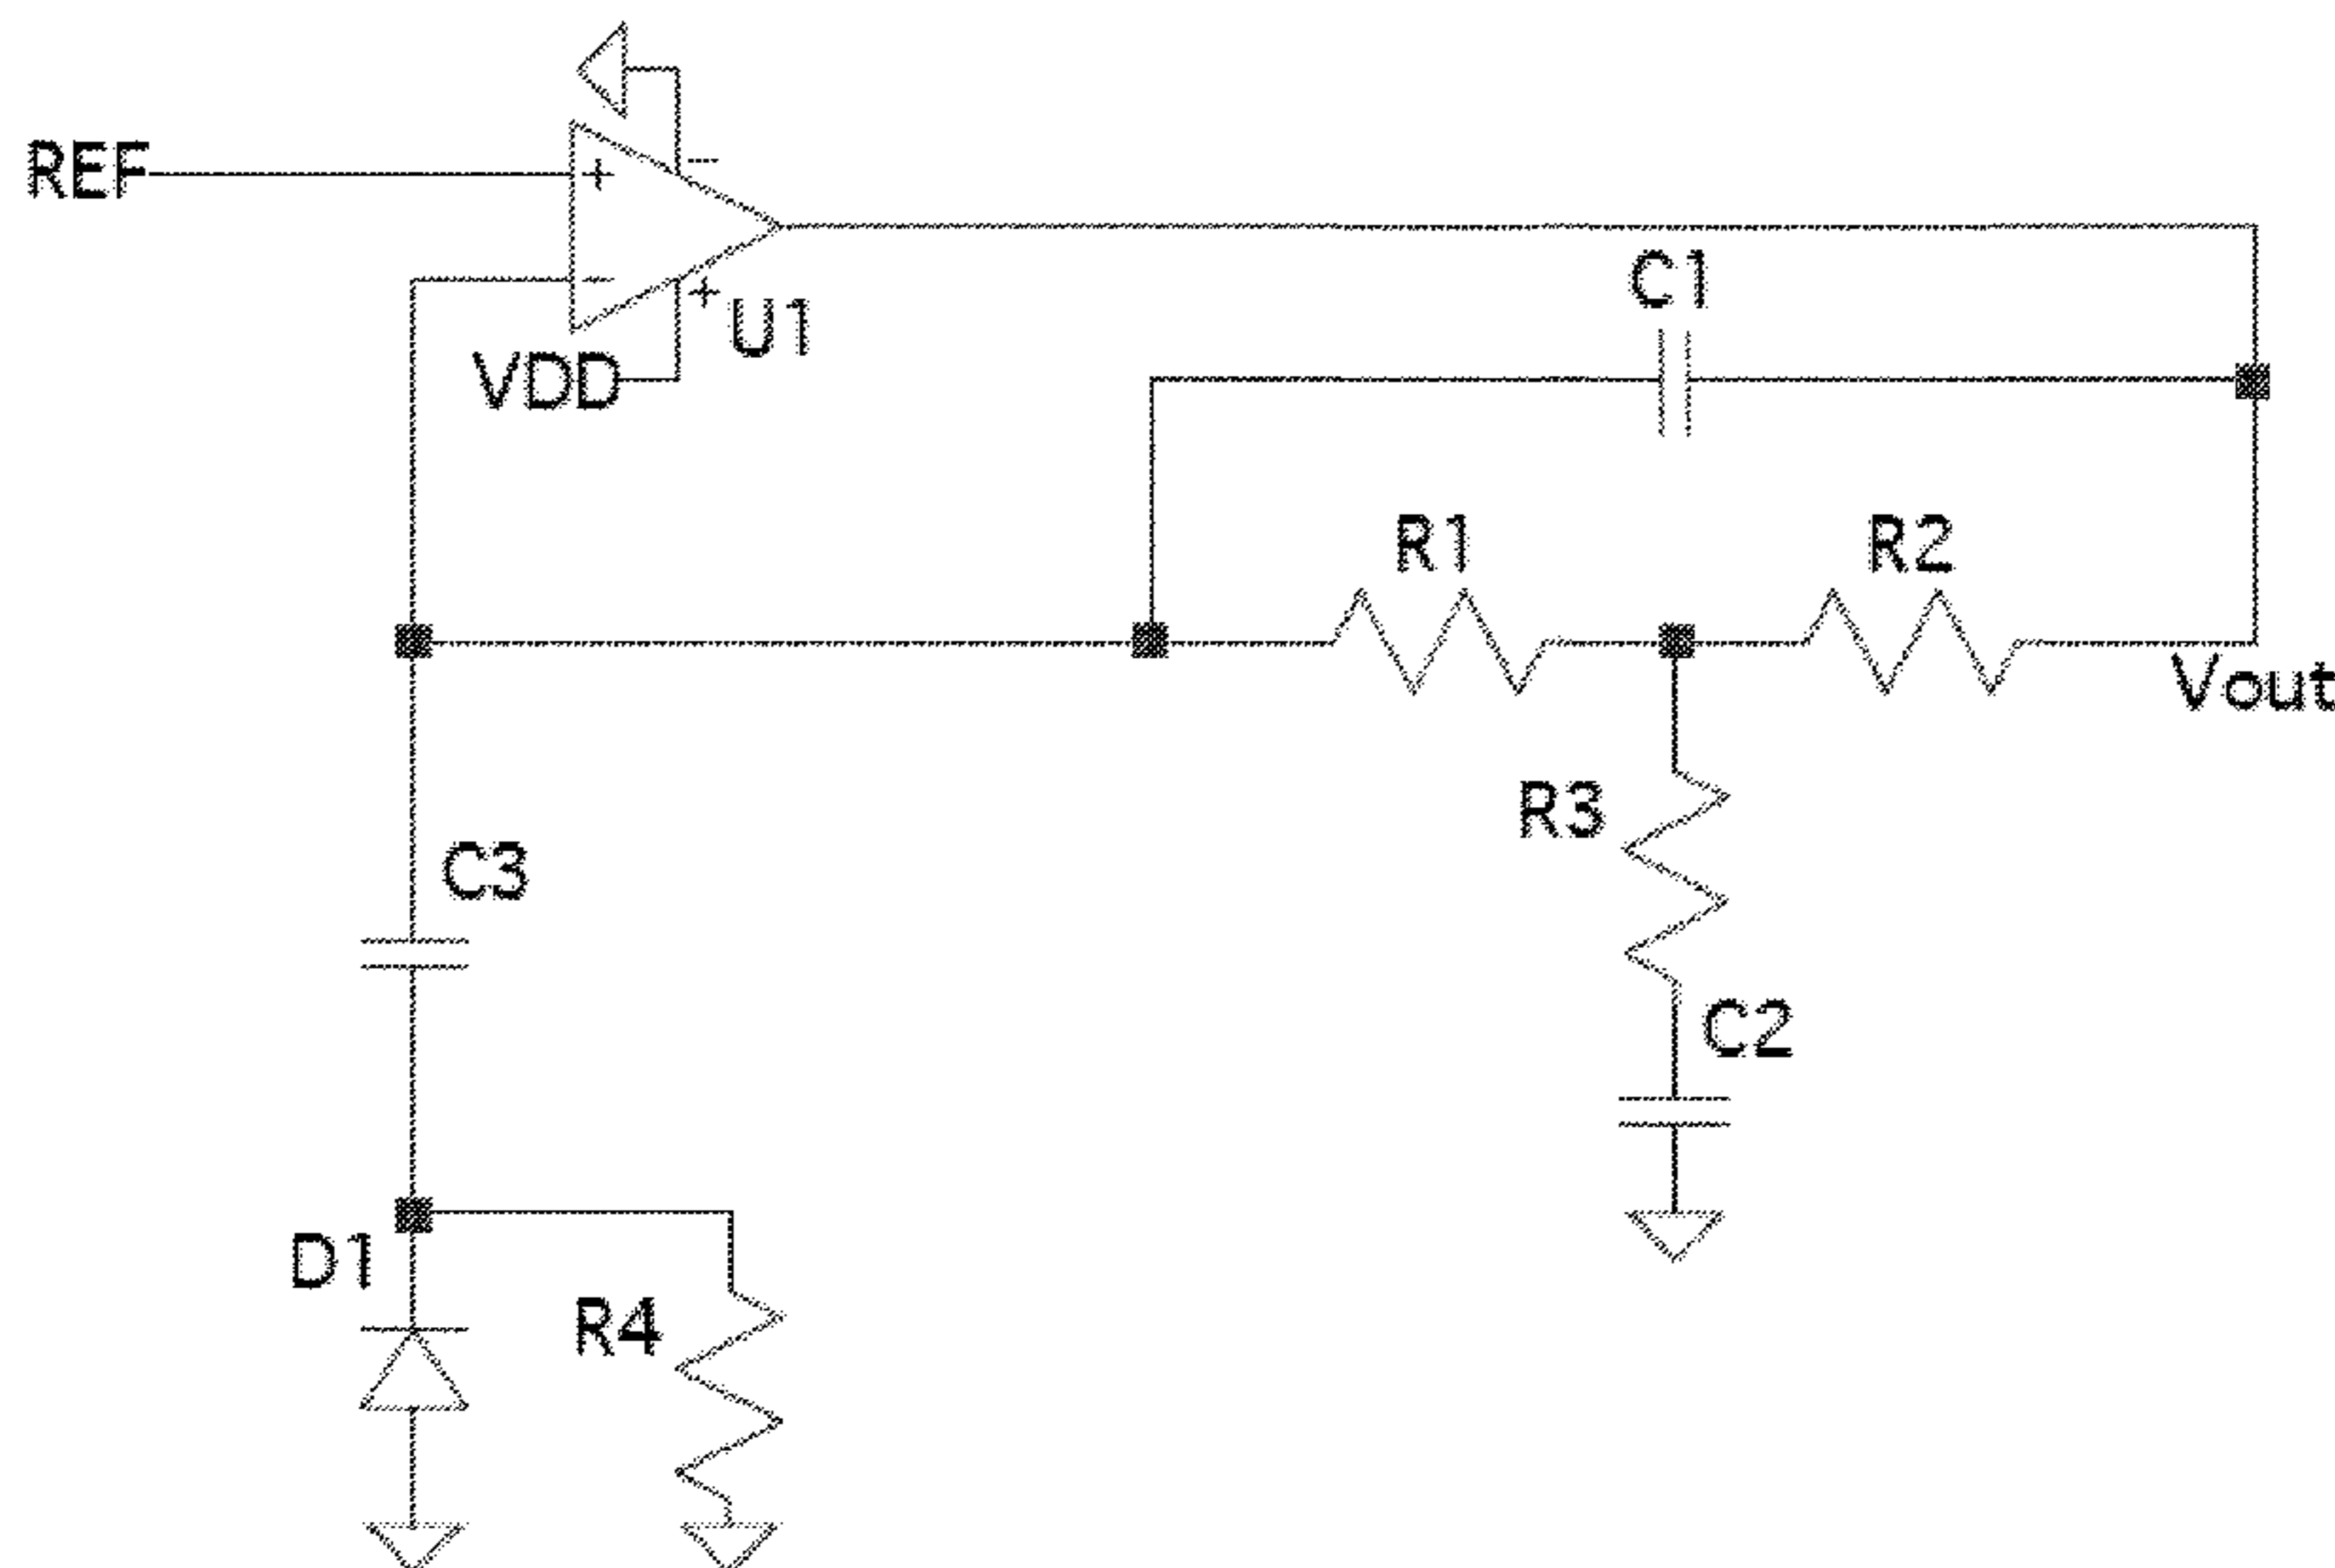 REF
+
-
-
+
U1
VDD
C1
R1
R2
Vout
R3
C3
C2
D1
R4